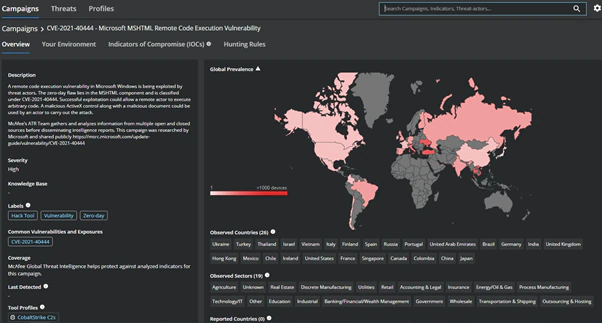 Campaigns Threats Profiles
Search Campaigns, Indicators, Threat actors...
Campaigns > CVE-2021-40444 - Microsoft MSHTML Remote Code Execution Vulnerability
Overview Your Environment Indicators of Compromise (IOCs) Hunting Rules
Description
A remote code execution vulnerability in Microsoft Windows is being exploited by
threat actors. The zero-day flaw lies in the MSHTML component and is classified
under CVE-2021-40444. Successful exploitation could allow a remote actor to execute
arbitrary code. A malicious ActiveX control along with a malicious document could be
used by an actor to carry out the attack.
McAfee's ATR Team gathers and analyzes information from multiple open and closed
sources before disseminating intelligence reports. This campaign was researched by
Microsoft and shared publicly https://msrc.microsoft.com/update-
guide/vulnerability/CVE-2021-40444
Severity
High
Knowledge Base
-
Labels
Hack Tool Vulnerability Zero-day
Common Vulnerabilities and Exposures
CVE-2021-40444
Coverage
McAfee Global Threat Intelligence helps protect against analyzed indicators for
this campaign.
Last Detected
-
Tool Profiles
CobaltStrike C2s
Global Prevalence
1 >1000 devices
Observed Countries (26)
Ukraine Turkey Thailand Israel Vietnam Italy Finland Spain Russia Portugal United Arab Emirates Brazil Germany India United Kingdom
Hong Kong Mexico Chile Ireland United States France Singapore Canada Colombia China Japan
Observed Sectors (19)
Agriculture Unknown Real Estate Discrete Manufacturing Utilities Retail Accounting & Legal Insurance Energy/Oil & Gas Process Manufacturing
Technology/IT Other Education Industrial Banking/Financial/Wealth Management Government Wholesale Transportation & Shipping Outsourcing & Hosting
Reported Countries (0)